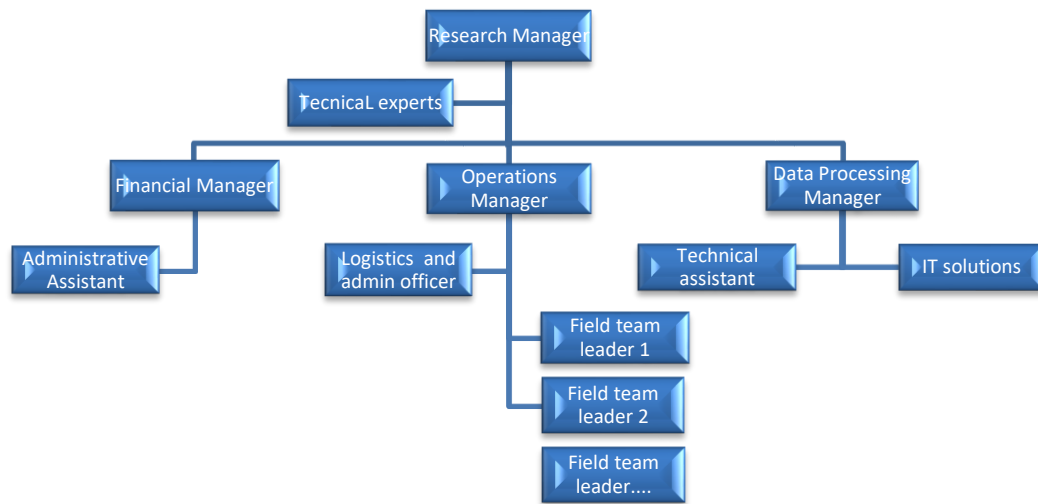 Research Manager
TecnicaL experts
Financial Manager
Operations
Manager
Data Processing
Manager
Administrative
Assistant
Logistics and
admin officer
Technical
assistant
IT solutions
Field team
leader 1
Field team
leader 2
Field team
leader....